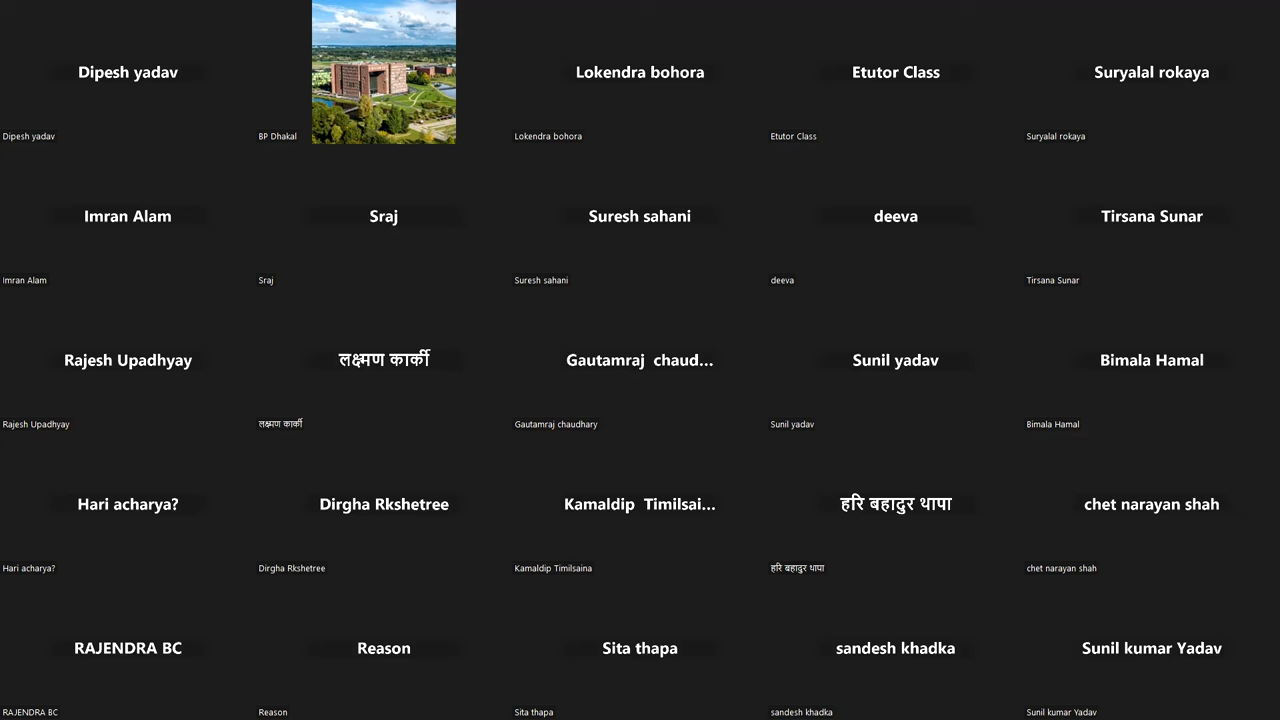 Dipesh yadav
Lokendra bohora
Etutor Class
Suryalal rokaya
Dipesh yadav
BP Dhakal
Lokendra bohora
Etutor Class
Suryalal rokaya
Imran Alam
Sraj
Suresh sahani
deeva
Tirsana Sunar
Imran Alam
Sraj
Suresh sahani
deeva
Tirsana Sunar
Rajesh Upadhyay
लक्ष्मण कार्की
Gautamraj chaud...
Sunil yadav
Bimala Hamal
Rajesh Upadhyay
लक्ष्मण कार्की
Gautamraj chaudhary
Sunil yadav
Bimala Hamal
Hari acharya?
Dirgha Rkshetree
Kamaldip Timilsai...
हरि बहादुर थापा
chet narayan shah
Hari acharya?
Dirgha Rkshetree
Kamaldip Timilsaina
हरि बहादुर थापा
chet narayan shah
RAJENDRA BC
Reason
Sita thapa
sandesh khadka
Sunil kumar Yadav
RAJENDRA BC
Reason
Sita thapa
sandesh khadka
Sunil kumar Yadav